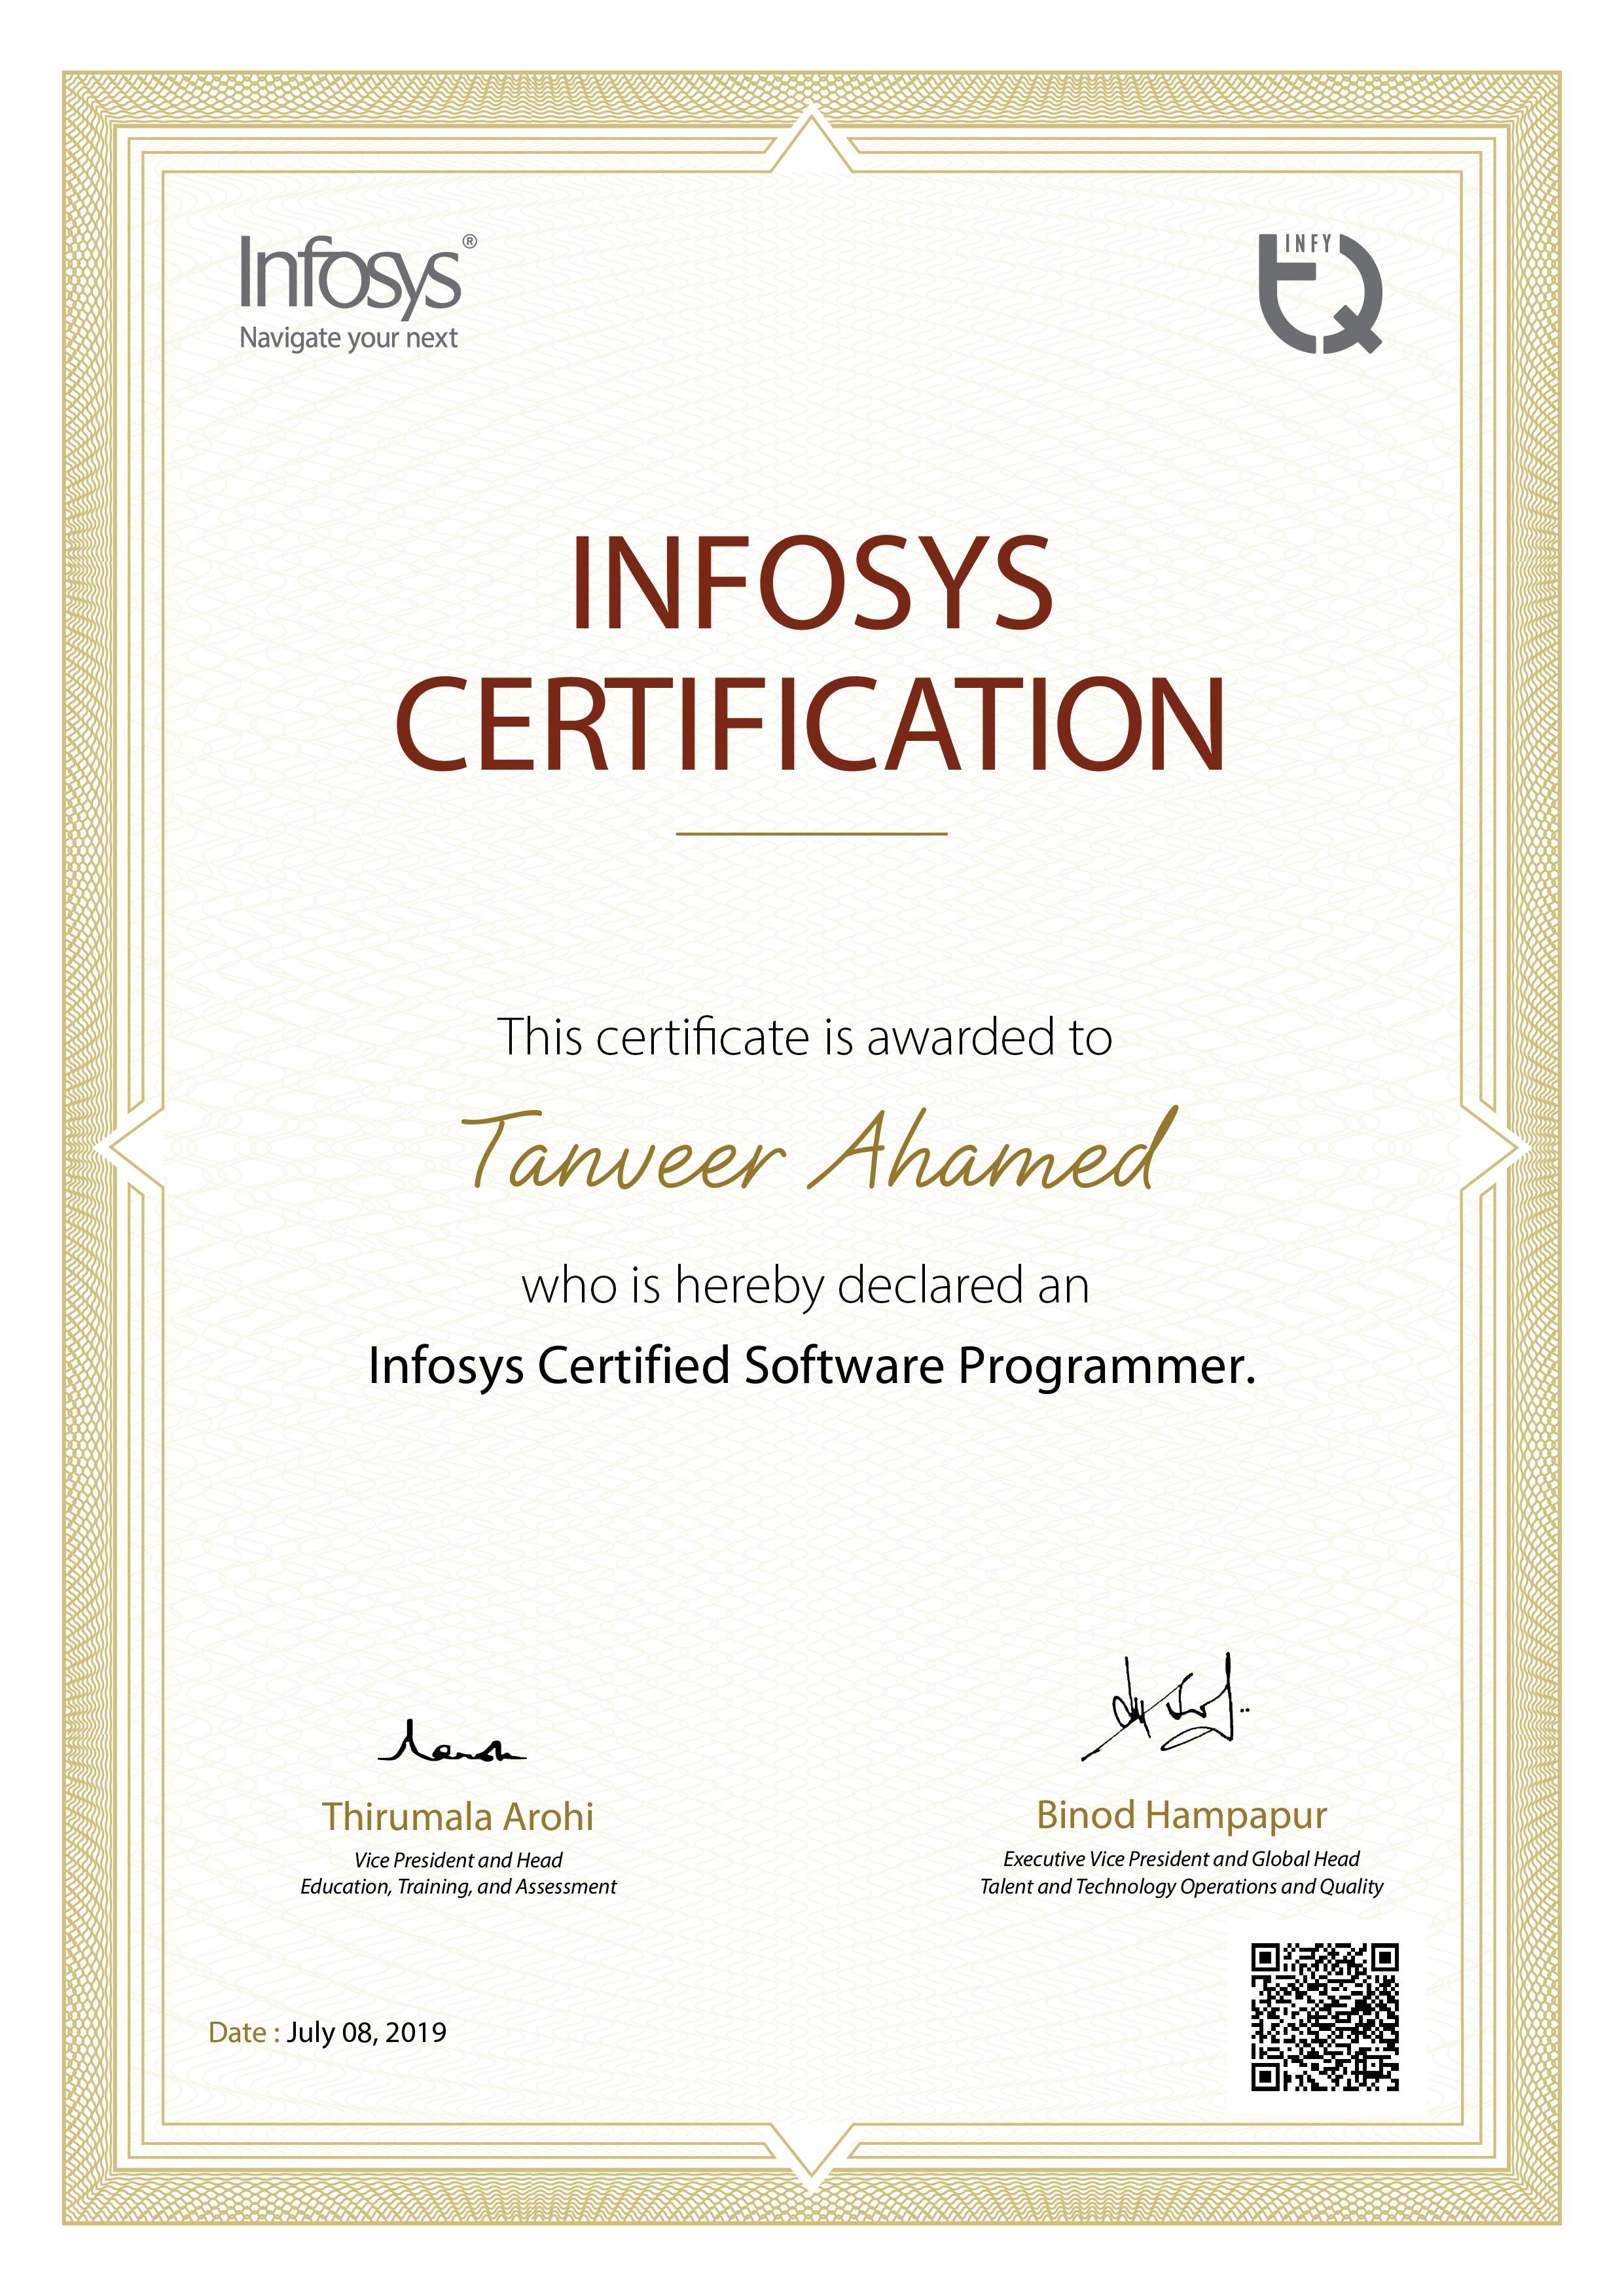 Infosys®
Navigate your next
INFY
TQ
INFOSYS
CERTIFICATION
This certificate is awarded to
Tanveer Ahamed
who is hereby declared an
Infosys Certified Software Programmer.
Thirumala Arohi
Vice President and Head
Education, Training, and Assessment
Binod Hampapur
Executive Vice President and Global Head
Talent and Technology Operations and Quality
Date : July 08, 2019